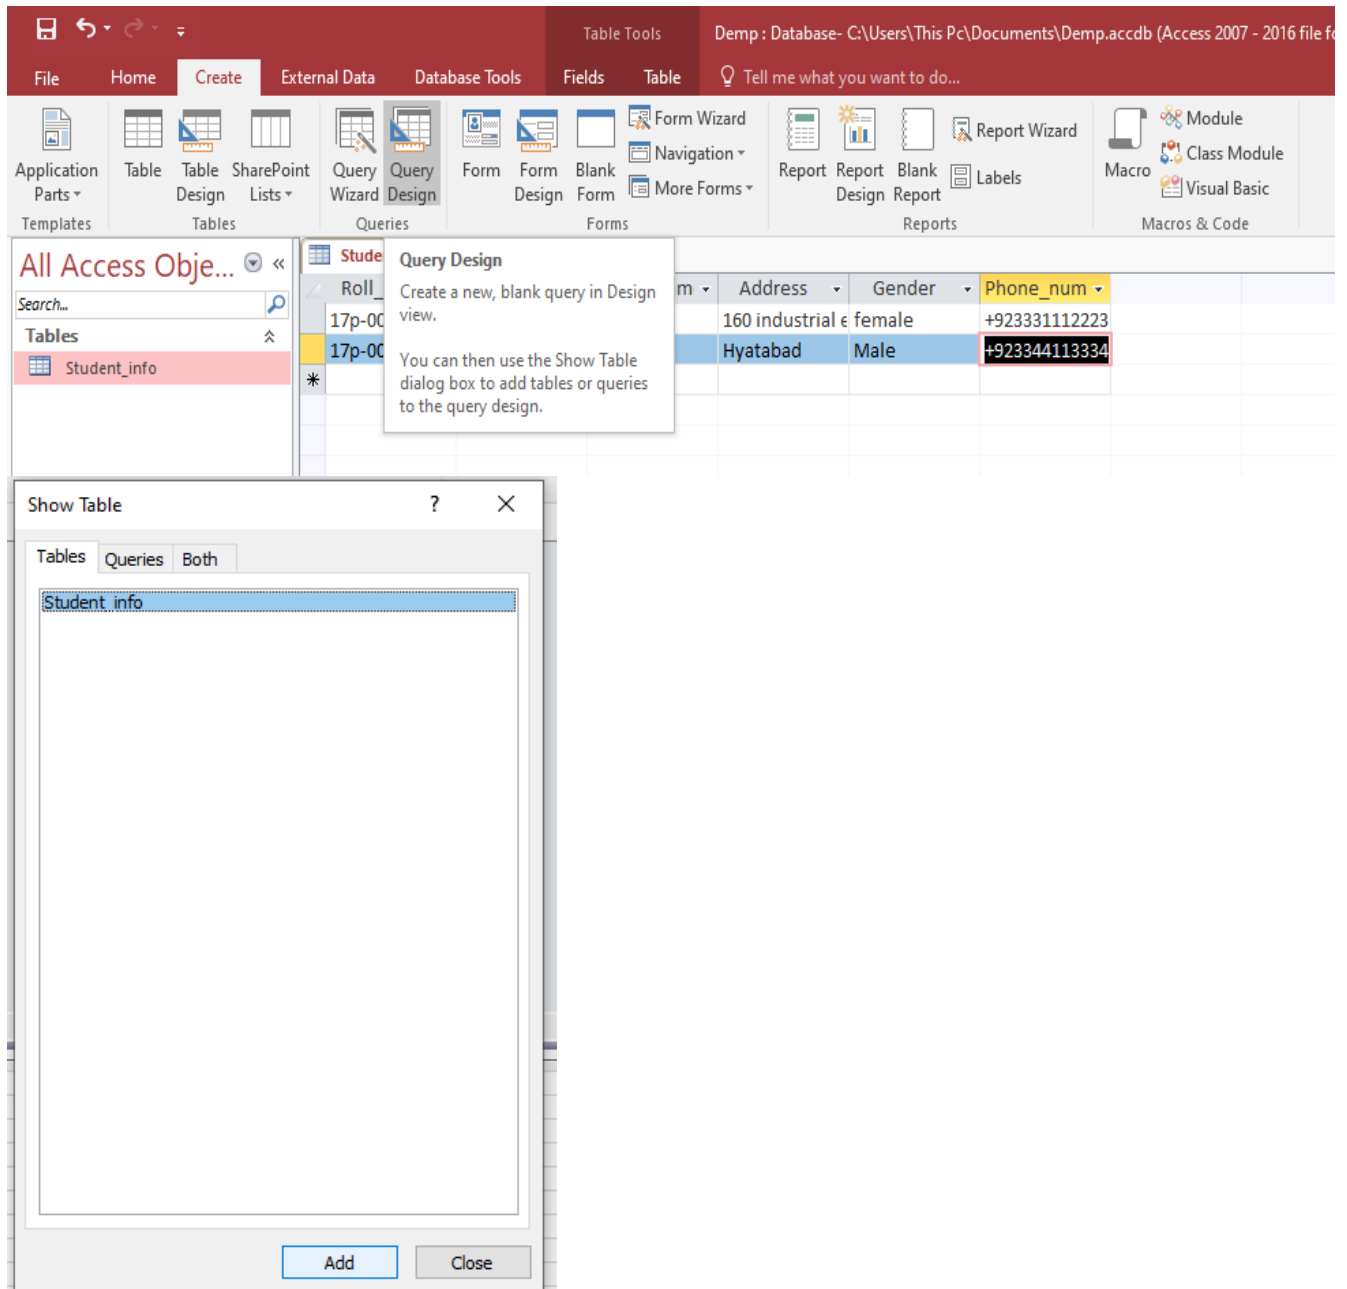 Table Tools
Demp : Database- C:\Users\This Pc\Documents\Demp.accdb (Access 2007 - 2016 file
File Home Create External Data Database Tools Fields Table Tell me what you want to do...
Application Parts
Table
Table Design
SharePoint Lists
Query Wizard
Query Design
Form
Form Design
Blank Form
Form Wizard
Navigation
More Forms
Report
Report Design
Blank Report
Report Wizard
Labels
Macro
Module
Class Module
Visual Basic
Templates Tables Queries Forms Reports Macros & Code
All Access Obje...
Search...
Tables
Student_info
Query Design
Create a new, blank query in Design
view.
You can then use the Show Table
dialog box to add tables or queries
to the query design.
Address Gender Phone_num
160 industrial female +923331112223
Hyatabad Male +923344113334
Show Table ?
Tables Queries Both
Student_info
Add Close